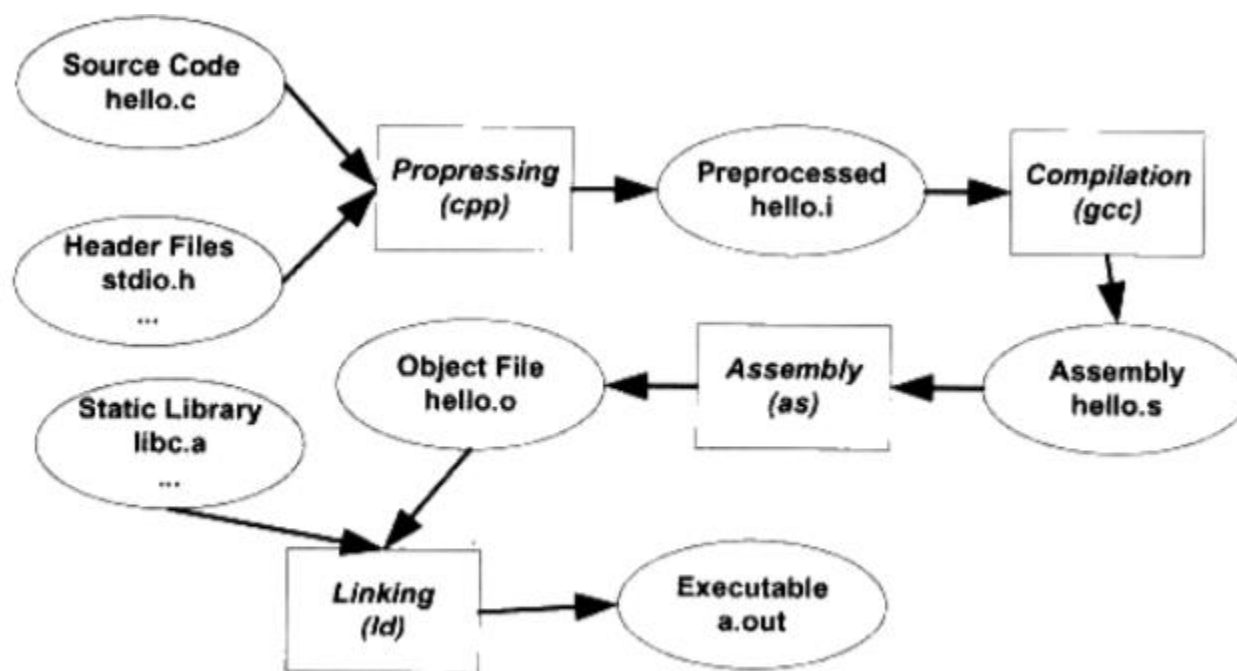 Source Code
hello.c
Propressing
(cpp)
Preprocessed
hello.i
Compilation
(gcc)
Header Files
stdio.h
...
Object File
hello.o
Assembly
(as)
Assembly
hello.s
Static Library
libc.a
...
Linking
(ld)
Executable
a.out